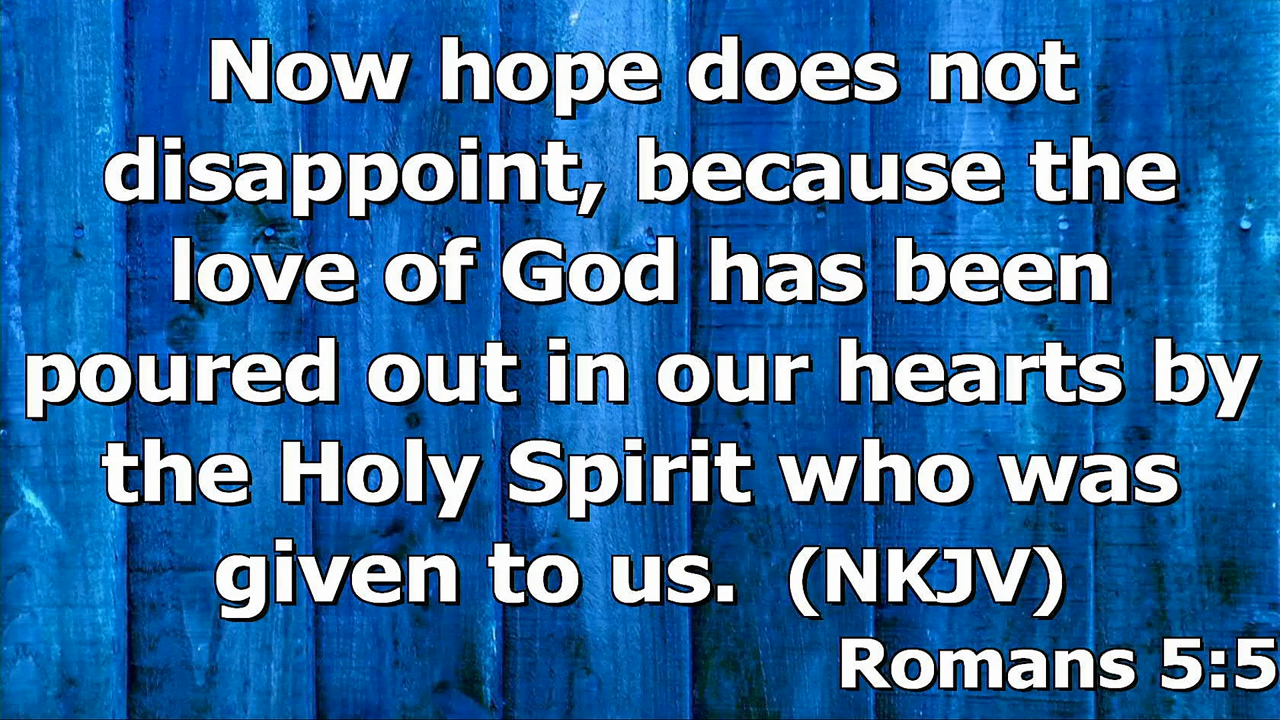 Now hope does not
disappoint, because the
love of God has been
poured out in our hearts by
the Holy Spirit who was
given to us.  (NKJV)
Romans 5:5